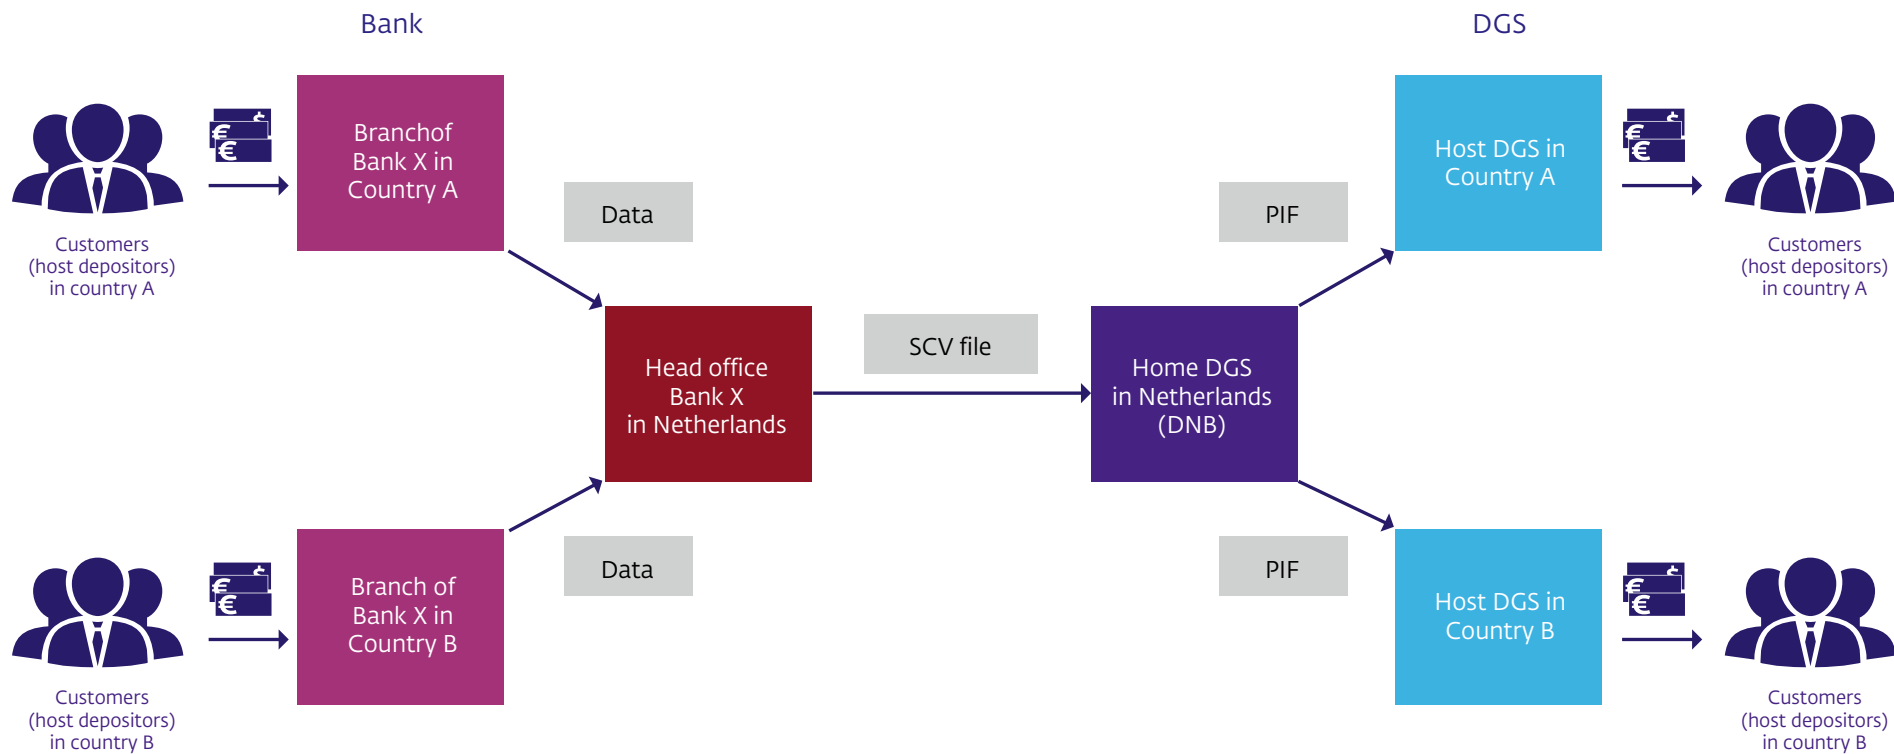 Bank
DGS
Branchof
Bank X in
Country A
Host DGS in
Country A
Data
PIF
Customers
(host depositors)
in country A
Customers
(host depositors)
in country A
Head office
Bank X
in Netherlands
SCV file
Home DGS
in Netherlands
(DNB)
Branch of
Bank X in
Country B
Data
PIF
Host DGS in
Country B
Customers
(host depositors)
in country B
Customers
(host depositors)
in country B